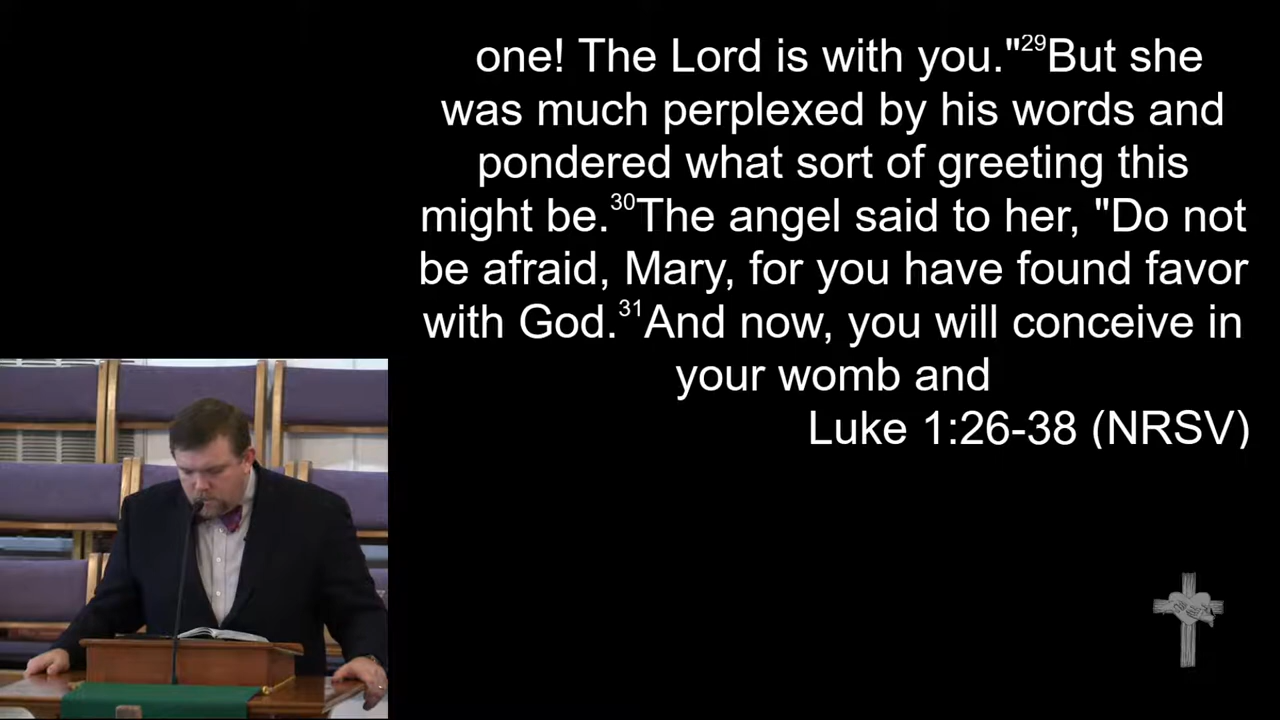 one! The Lord is with you."29But she
was much perplexed by his words and
pondered what sort of greeting this
might be.30The angel said to her, "Do not
be afraid, Mary, for you have found favor
with God.31And now, you will conceive in
your womb and
Luke 1:26-38 (NRSV)